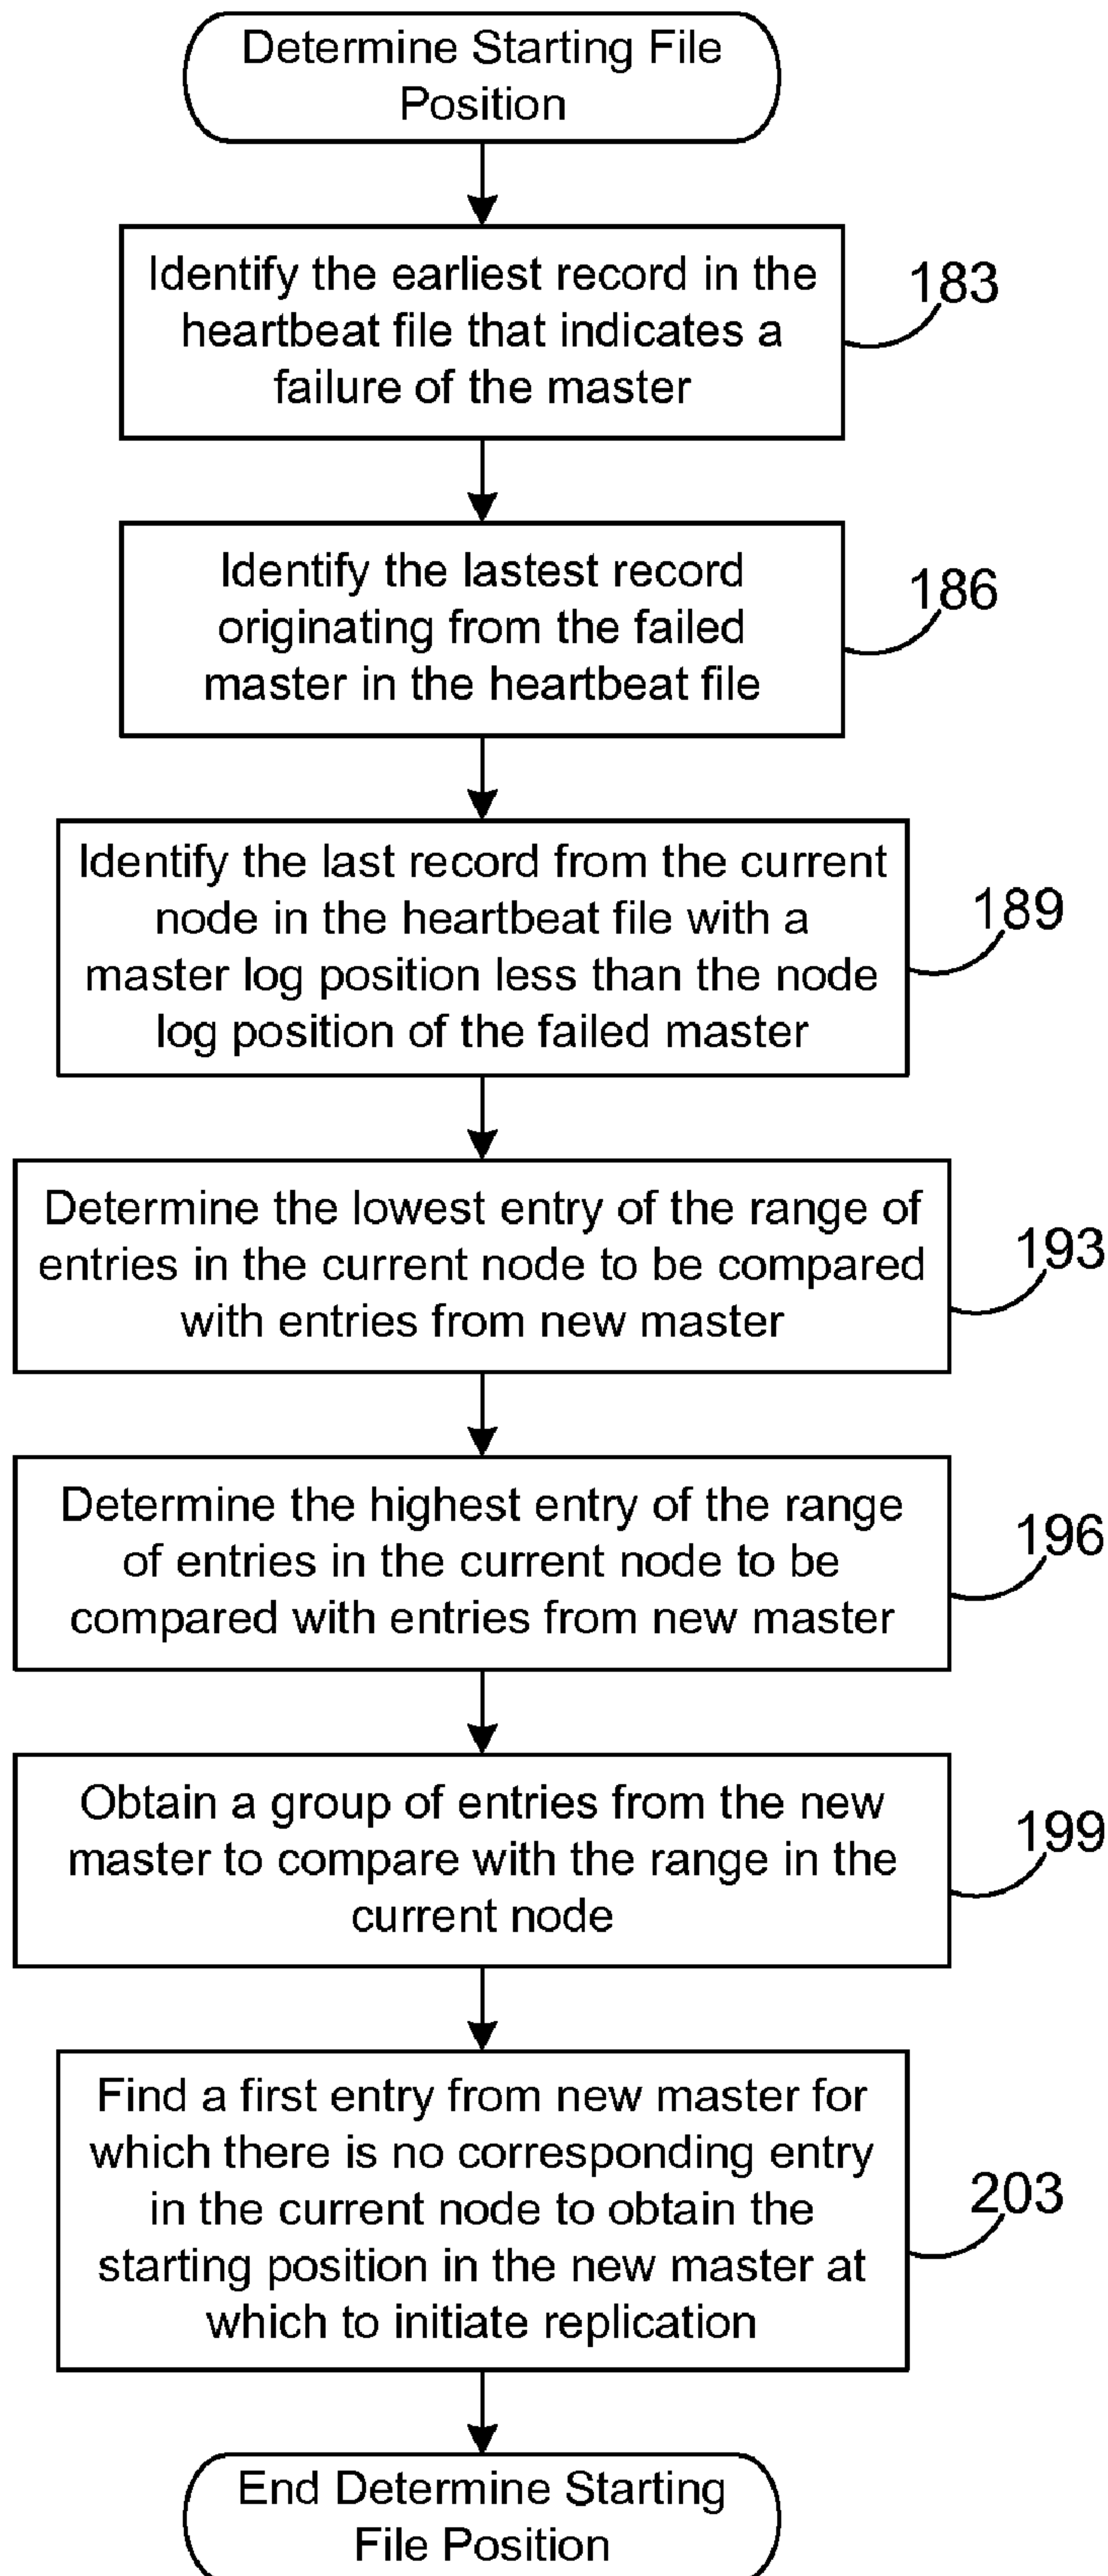 Determine Starting File
Position
Identify the earliest record in the
heartbeat file that indicates a
failure of the master
183
Identify the lastest record
originating from the failed
master in the heartbeat file
186
Identify the last record from the current
node in the heartbeat file with a
master log position less than the node
log position of the failed master
189
Determine the lowest entry of the range of
entries in the current node to be compared
with entries from new master
193
Determine the highest entry of the range
of entries in the current node to be
compared with entries from new master
196
Obtain a group of entries from the new
master to compare with the range in the
current node
199
Find a first entry from new master for
which there is no corresponding entry
in the current node to obtain the
starting position in the new master at
which to initiate replication
203
End Determine Starting
File Position